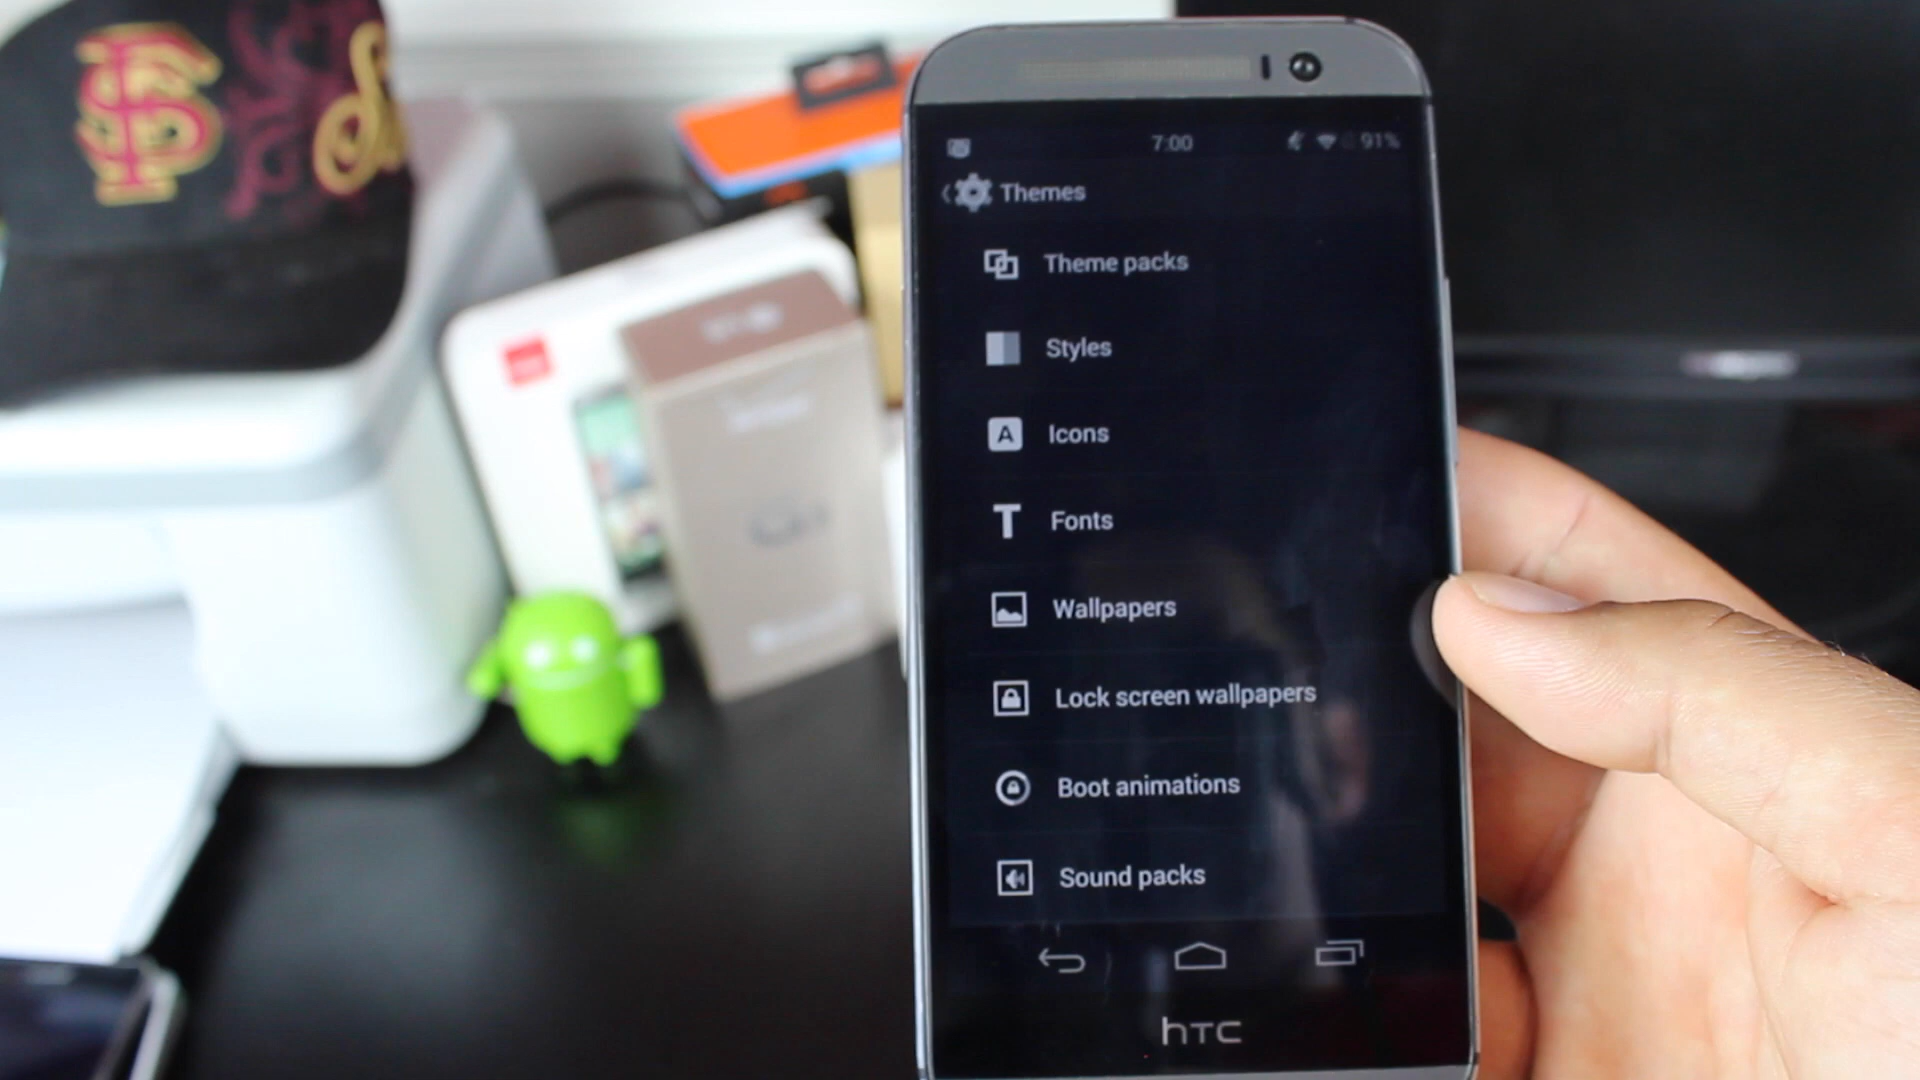 7:00
91%
Themes
Theme packs
Styles
A
Icons
T
Fonts
Wallpapers
Lock screen wallpapers
Boot animations
Sound packs
hTC